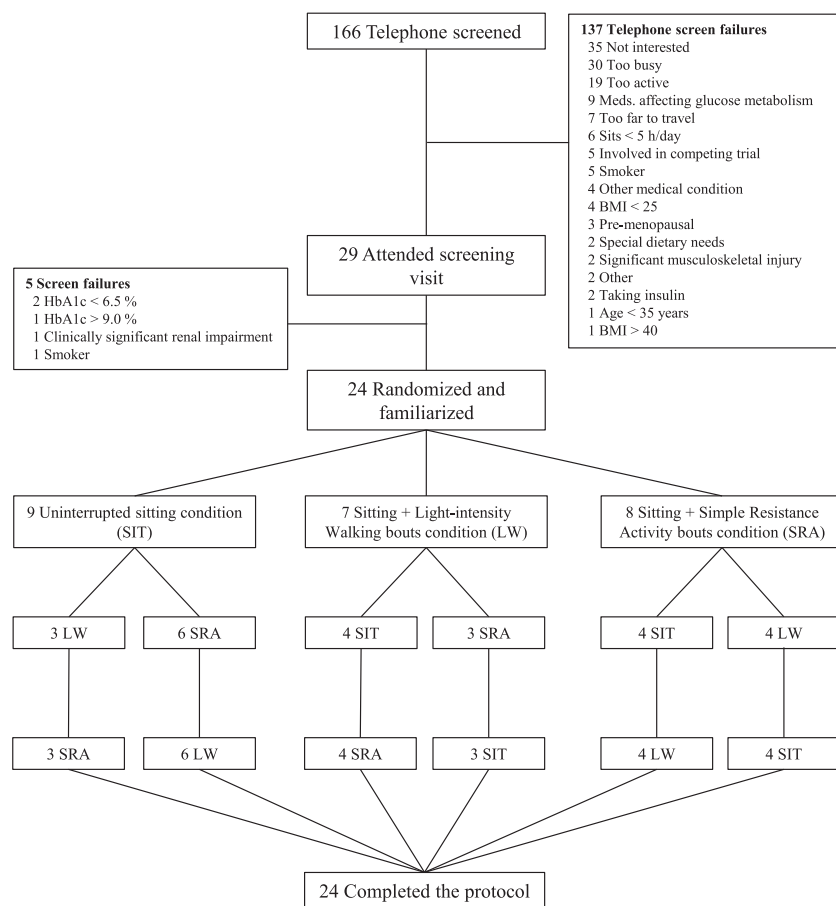 166 Telephone screened
137 Telephone screen failures
35 Not interested
30 Too busy
19 Too active
9 Meds. affecting glucose metabolism
7 Too far to travel
6 Sits < 5 h/day
5 Involved in competing trial
5 Smoker
4 Other medical condition
4 BMI < 25
3 Pre-menopausal
2 Special dietary needs
2 Significant musculoskeletal injury
2 Other
2 Taking insulin
1 Age < 35 years
1 BMI > 40
29 Attended screening
visit
5 Screen failures
2 HbA1c < 6.5 %
1 HbA1c > 9.0 %
1 Clinically significant renal impairment
1 Smoker
24 Randomized and
familiarized
9 Uninterrupted sitting condition
(SIT)
7 Sitting + Light-intensity
Walking bouts condition (LW)
8 Sitting + Simple Resistance
Activity bouts condition (SRA)
3 LW
6 SRA
4 SIT
3 SRA
4 SIT
4 LW
3 SRA
6 LW
4 SRA
3 SIT
4 LW
4 SIT
24 Completed the protocol